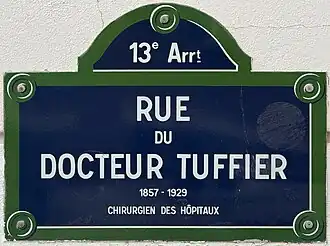 13e Arrt
RUE
DU
DOCTEUR TUFFIER
1857 - 1929
CHIRURGIEN DES HÔPITAUX